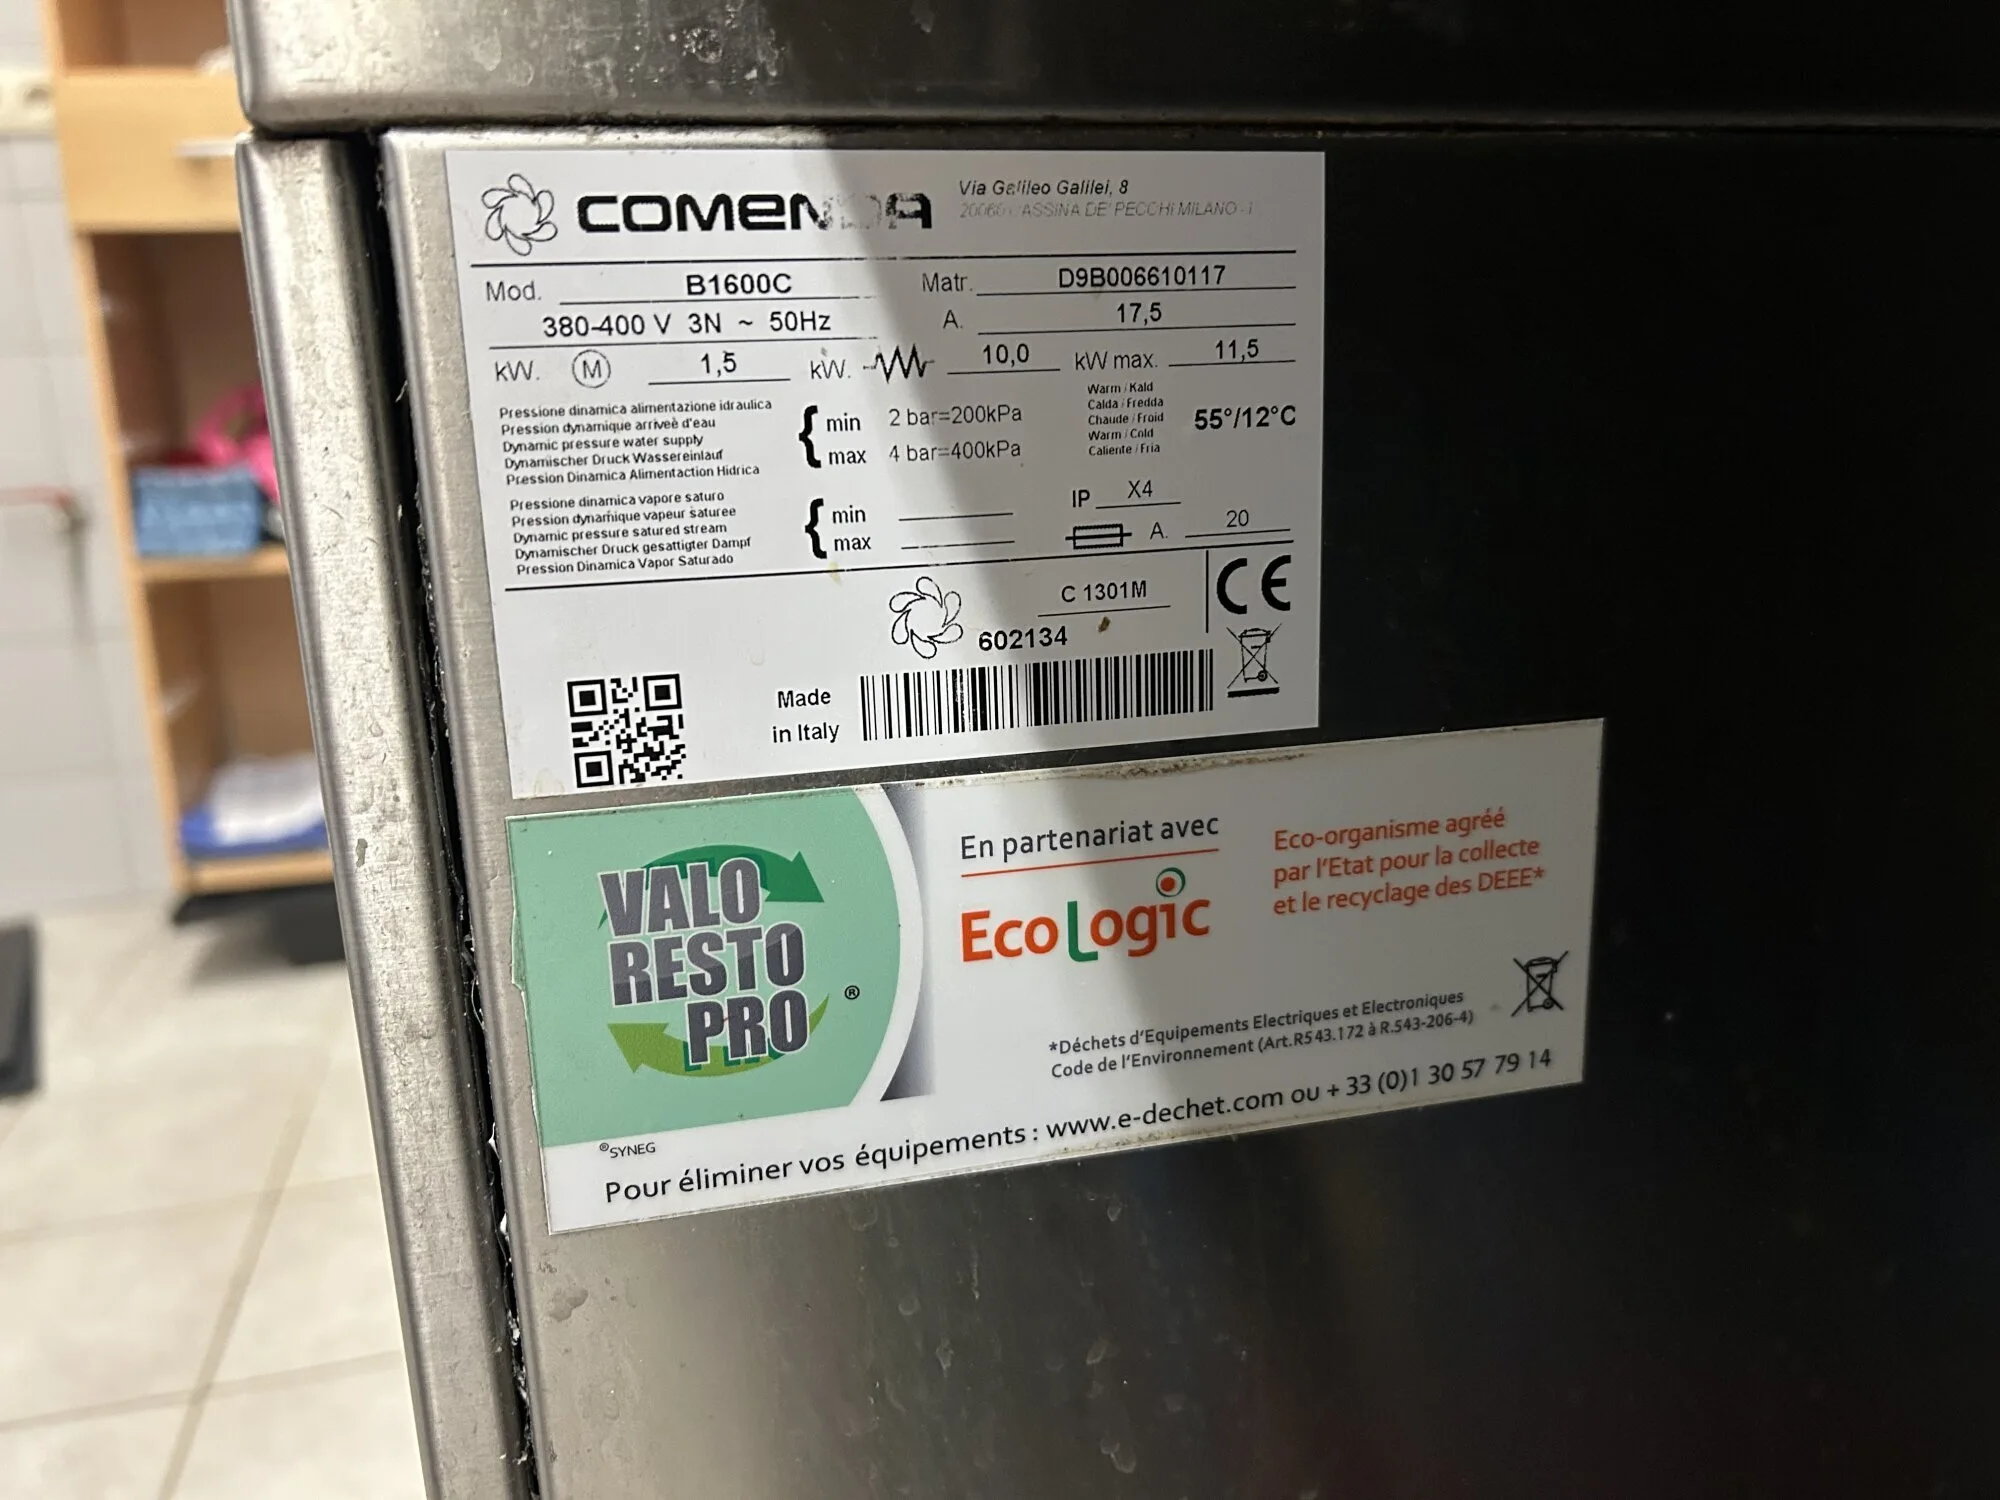 COMENDA
Via Galileo Galilei, 8
20060 CASSINA DE' PECCHI MILANO - I
Mod. B1600C Matr. D9B006610117
380-400 V 3N ~ 50Hz A. 17,5
kW. M 1,5 kW. 10,0 kW max. 11,5
Pressione dinamica alimentazione idraulica
Pression dynamique arriveè d'eau
Dynamic pressure water supply
Dynamischer Druck Wassereinlauf
Pression Dinamica Alimentaction Hidrica
min 2 bar=200kPa
max 4 bar=400kPa
Warm / Kald
Calda / Fredda
Chaude / Froid
Warm / Cold
Caliente / Fria
55°/12°C
Pressione dinamica vapore saturo
Pression dynamique vapeur saturee
Dynamic pressure satured stream
Dynamischer Druck gesattigter Dampf
Pression Dinamica Vapor Saturado
min
max
IP X4
A. 20
C 1301M
CE
602134
Made
in Italy
VALO
RESTO
PRO ®
En partenariat avec
EcoLogic
Eco-organisme agréé
par l'Etat pour la collecte
et le recyclage des DEEE*
*Déchets d'Equipements Electriques et Electroniques
Code de l'Environnement (Art.R543.172 à R.543-206-4)
®SYNEG
Pour éliminer vos équipements : www.e-dechet.com ou + 33 (0)1 30 57 79 14